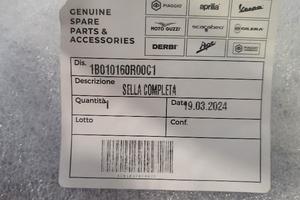 GENUINE
SPARE
PARTS &
ACCESSORIES
PIAGGIO
aprilia
Vespa
MOTO GUZZI
scarabeo
GILERA
DERBI
Ape
PIAGGIO
Dis.
1B010160R00C1
Descrizione
SELLA COMPLETA
Quantità
1
Data
19.03.2024
Lotto
Conf.